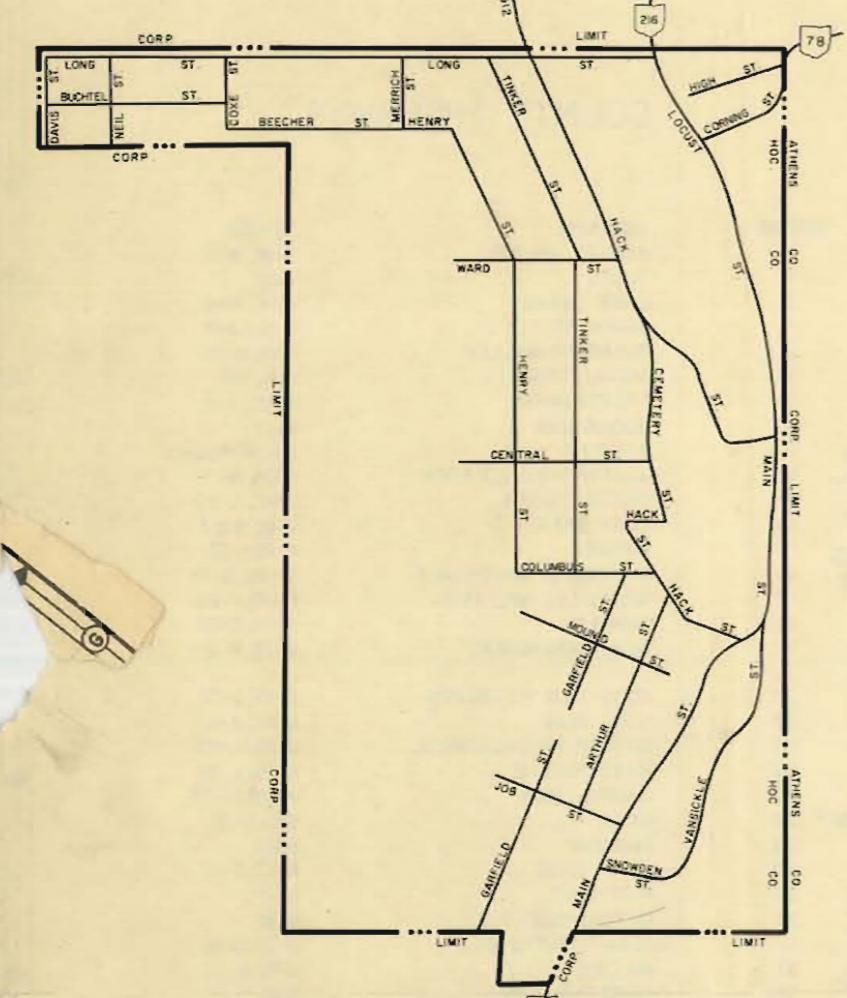 216
78
CORP.
LIMIT
LONG ST.
LONG ST.
ST.
ST.
ST.
ST.
HIGH ST.
BUCHTEL ST.
TINKER
MERRICH
COXE
DAVIS
NEIL
BEECHER ST.
HENRY
CORNING ST.
LOCUST
ATHENS CO.
HOC. CO.
CORP.
ST.
ST.
HACK
WARD ST.
ST.
TINKER
HENRY
CEMETERY
LIMIT
ST.
CORP. LIMIT
MAIN
CENTRAL ST.
ST.
ST.
ST.
HACK
ST.
COLUMBUS ST.
HACK
ST.
ST.
ST.
ST.
MOUND
ST.
GARFIELD
ST.
ST.
ARTHUR
ST.
JOB
ST.
CORP.
ATHENS CO.
HOC. CO.
VANSICKLE
GARFIELD
SNOWDEN
ST.
MAIN
LIMIT
LIMIT
CORP.
G